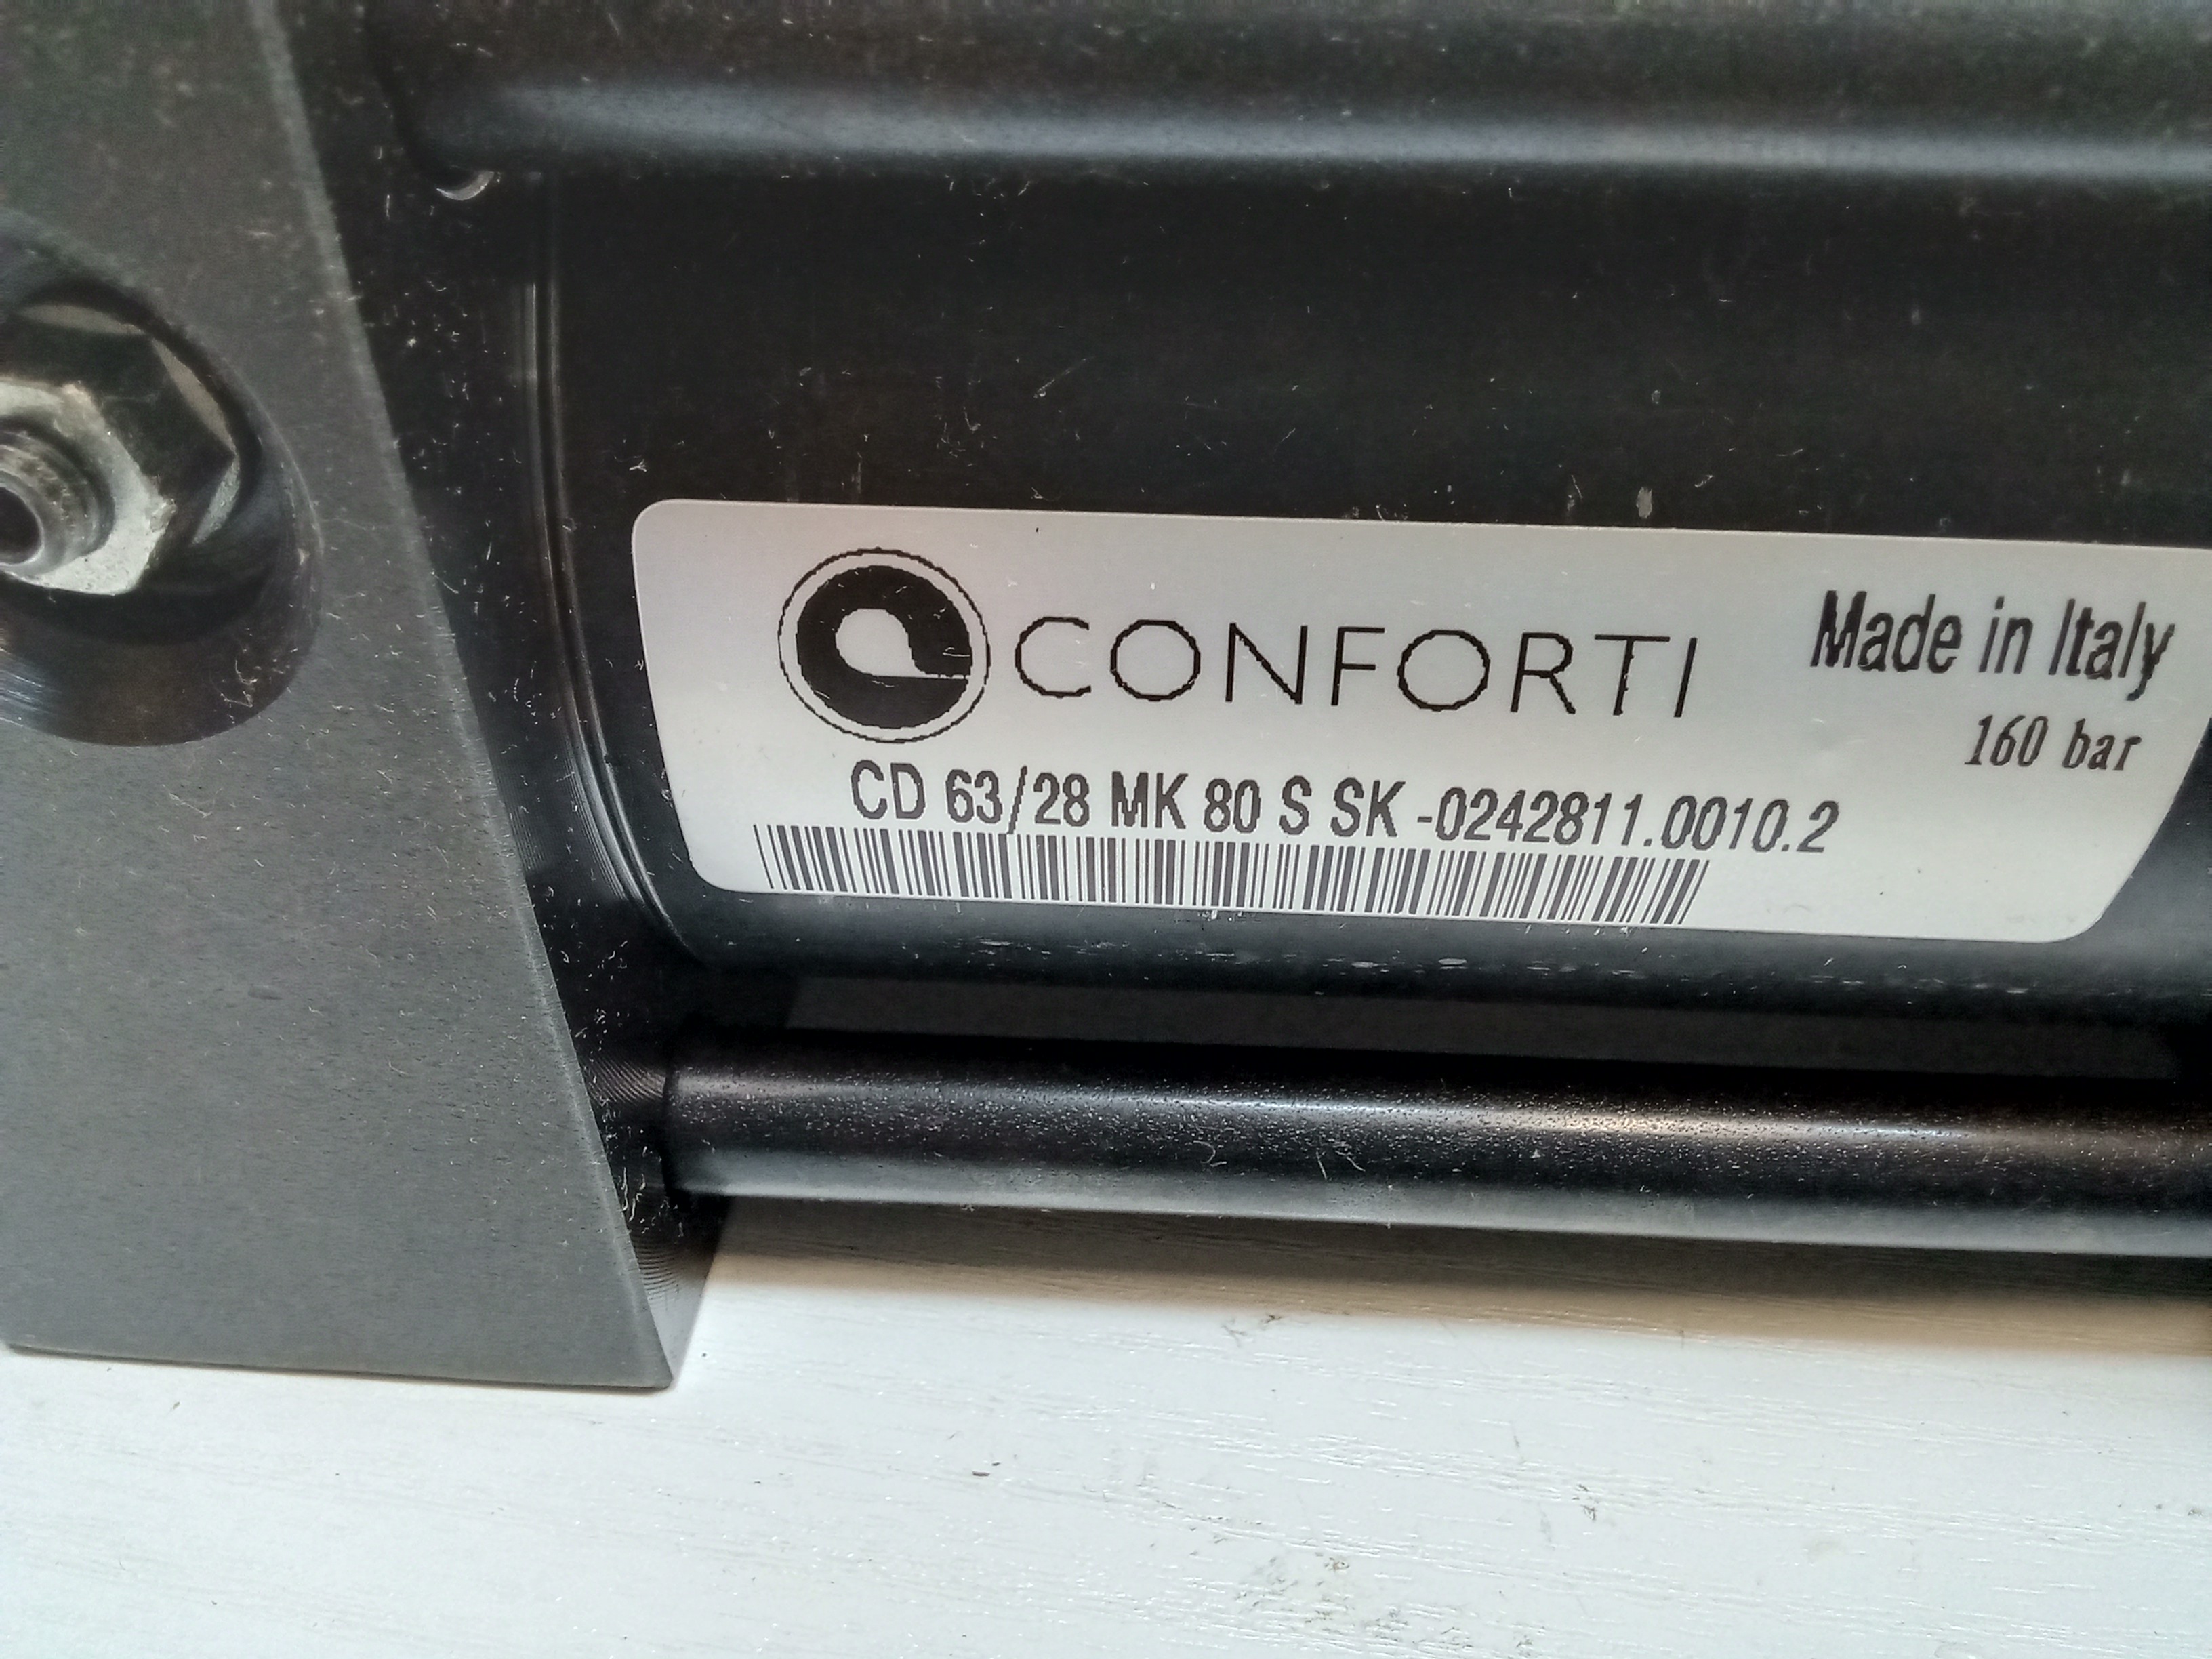 CONFORTI
Made in Italy
160 bar
CD 63/28 MK 80 S SK -0242811.0010.2